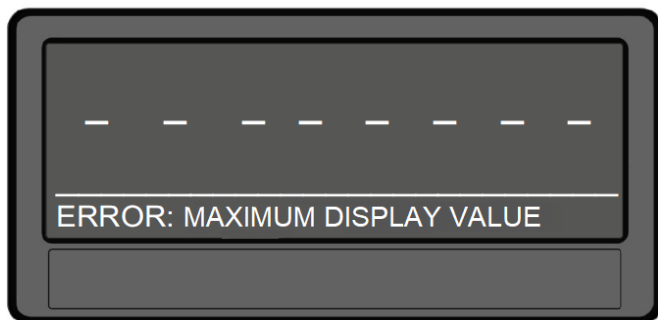 - - - - - - - -
ERROR: MAXIMUM DISPLAY VALUE